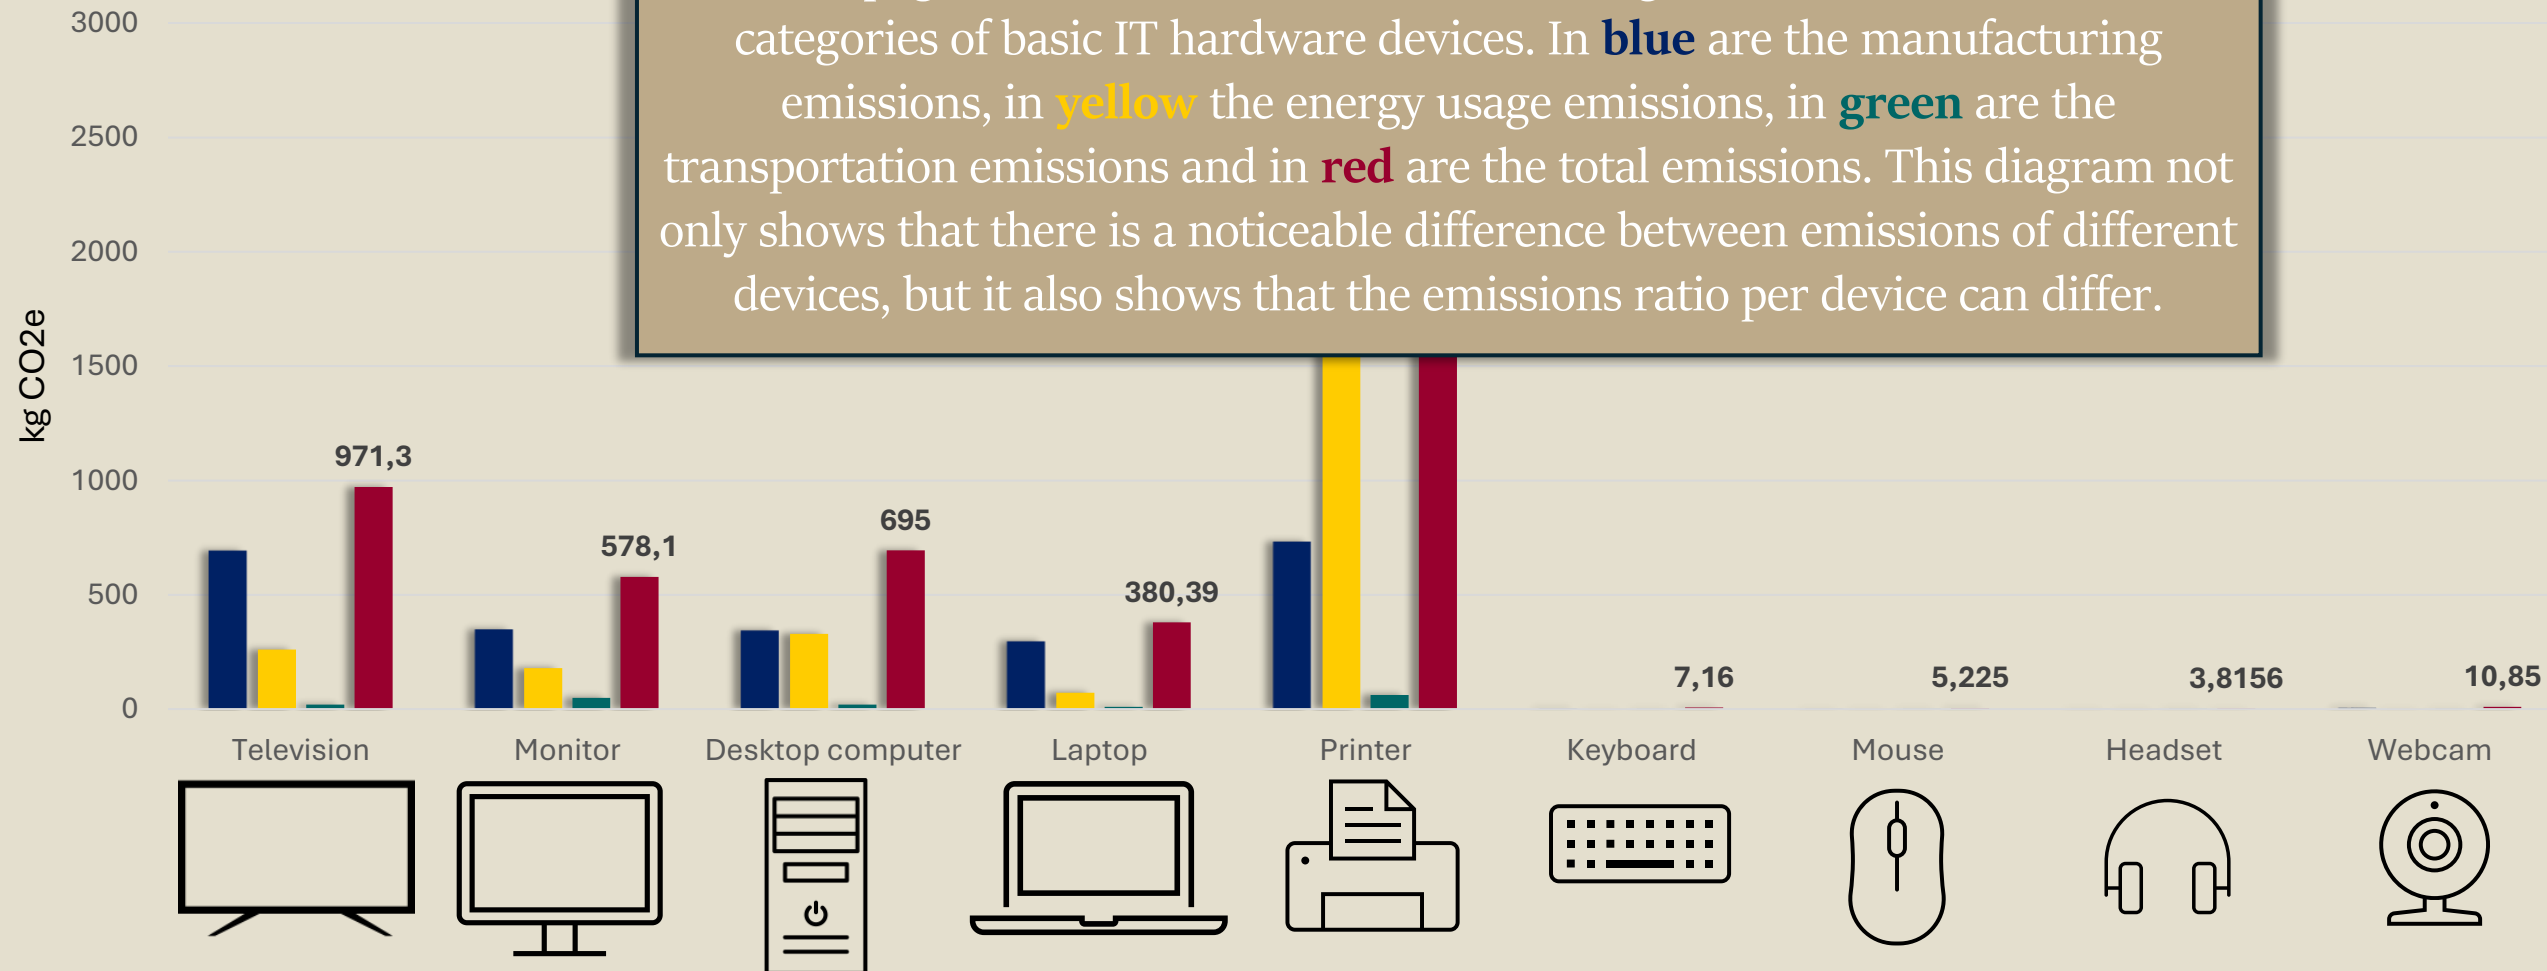 3000
categories of basic IT hardware devices. In blue are the manufacturing
emissions, in yellow the energy usage emissions, in green are the
2500
transportation emissions and in red are the total emissions. This diagram not
only shows that there is a noticeable difference between emissions of different
2000
devices, but it also shows that the emissions ratio per device can differ.
kg CO2e
1500
1000
500
0
971,3
578,1
695
380,39
7,16
5,225
3,8156
10,85
Television
Monitor
Desktop computer
Laptop
Printer
Keyboard
Mouse
Headset
Webcam